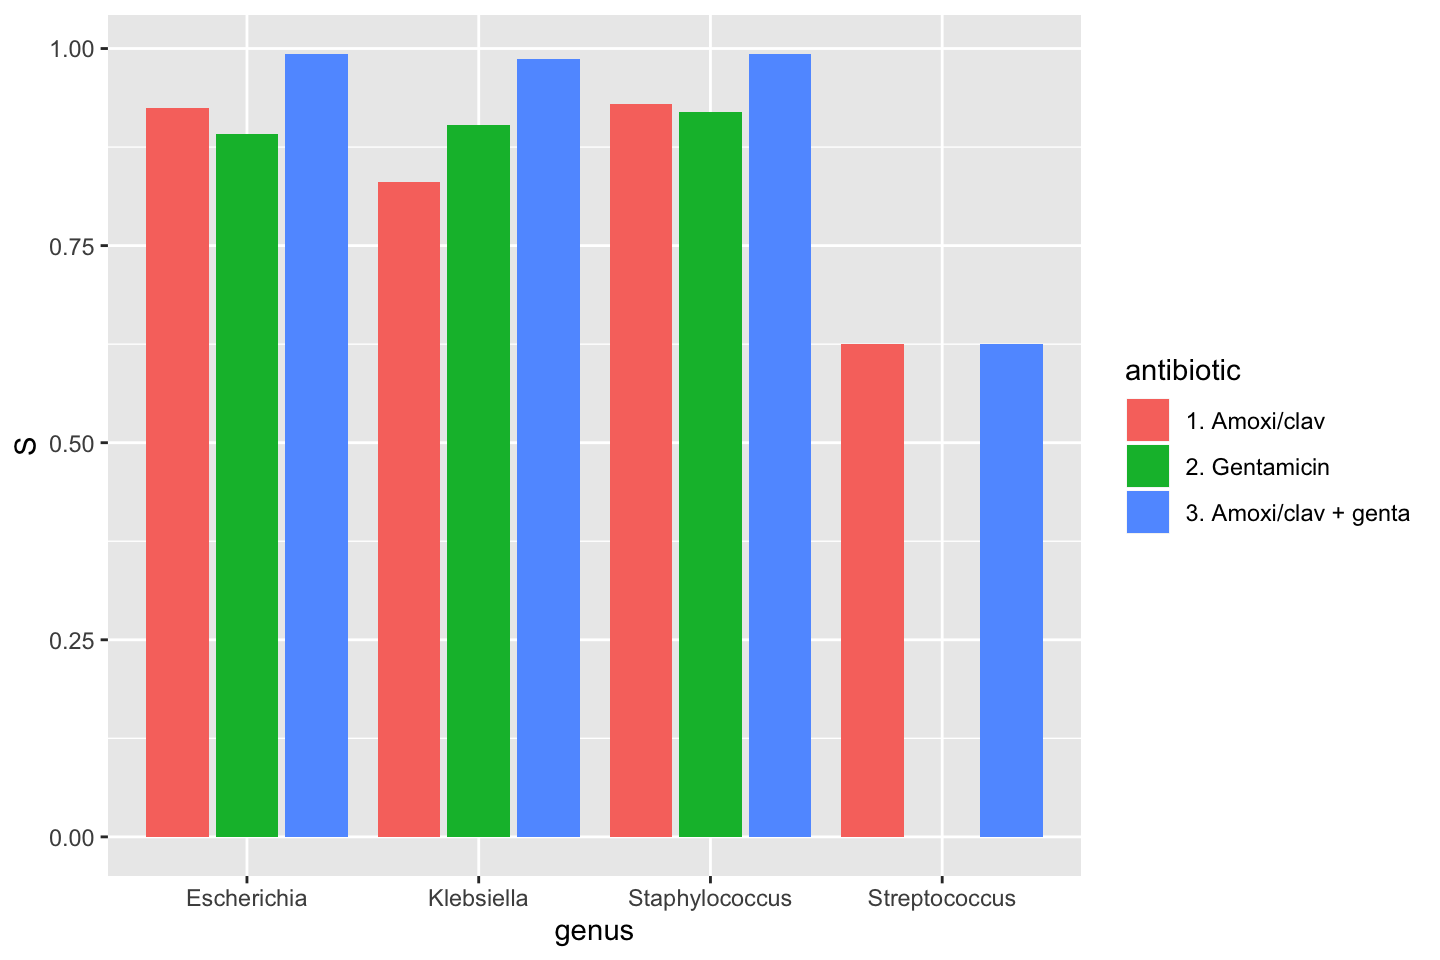 1.00
0.75
0.50
0.25
0.00
S
Escherichia
Klebsiella
Staphylococcus
Streptococcus
genus
antibiotic
1. Amoxi/clav
2. Gentamicin
3. Amoxi/clav + genta